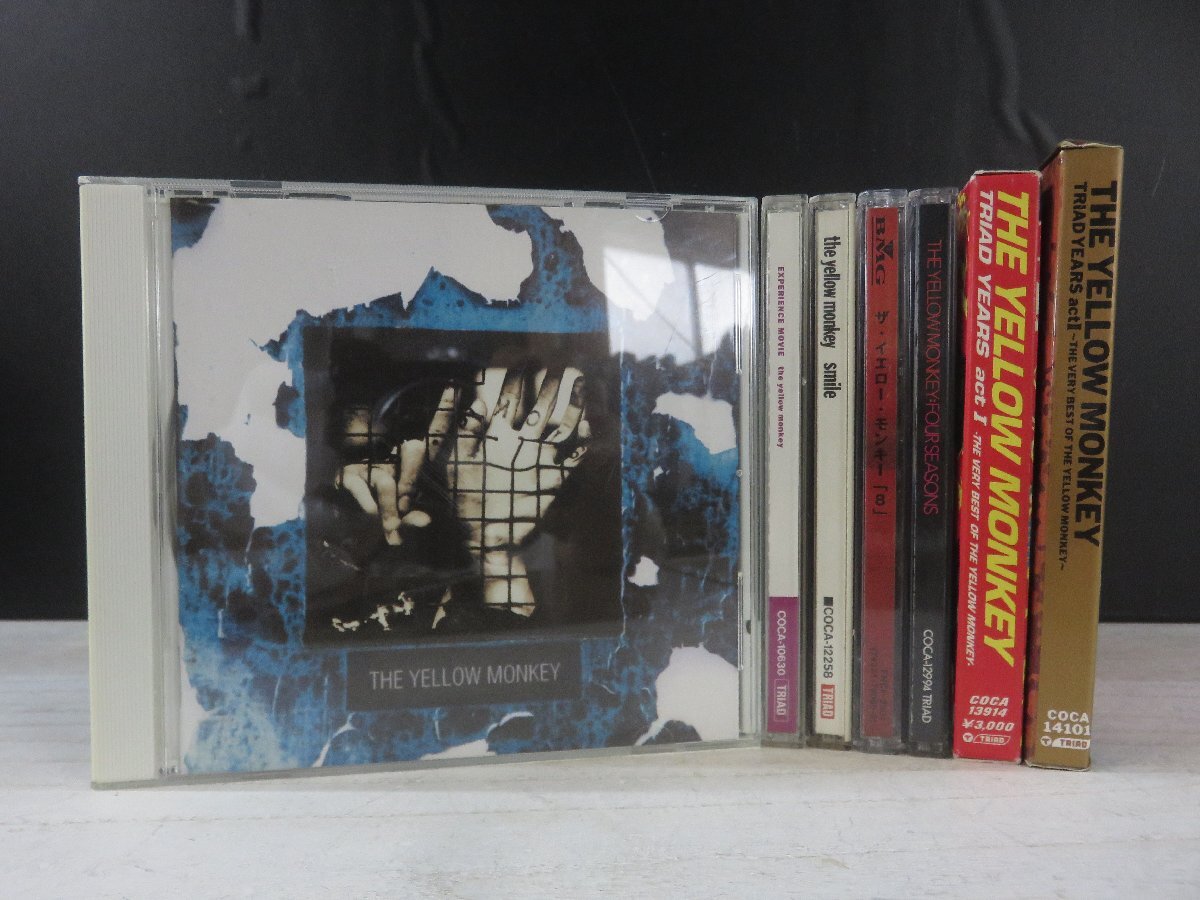 THE YELLOW MONKEY
EXPERIENCE MOVIE the yellow monkey
COCA-10630 TRIAD
the yellow monkey smile
■COCA-12258 TRIAD
BMG
ザ・イエロー・モンキー「8」
THE YELLOW MONKEY:FOUR SEASONS
COCA-12994 TRIAD
THE YELLOW MONKEY
TRIAD YEARS act I -THE VERY BEST OF THE YELLOW MONKEY-
COCA
13914
¥3,000
TRIAD
THE YELLOW MONKEY
TRIAD YEARS act II ~THE VERY BEST OF THE YELLOW MONKEY~
COCA
14101
TRIAD